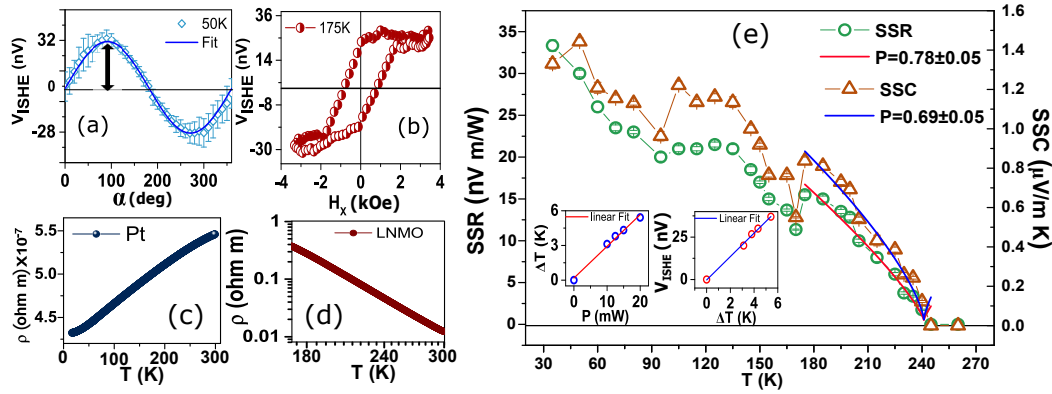 (a)
50K
Fit
V_ISHE (nV)
32
0
-28
0
100
200
300
α (deg)
(b)
175K
V_ISHE (nV)
36
14
-8
-30
-4
-2
0
2
4
H_X (kOe)
(c)
Pt
ρ (ohm m) X10⁻⁷
5.5
4.9
4.3
0
100
200
300
T (K)
(d)
LNMO
ρ (ohm m)
1
0.1
0.01
180
240
300
T (K)
(e)
SSR
P=0.78±0.05
SSC
P=0.69±0.05
SSR (nV m/W)
35
30
25
20
15
10
5
0
30
60
90
120
150
180
210
240
270
T (K)
SSC (μV/m K)
1.6
1.4
1.2
1.0
0.8
0.6
0.4
0.2
0.0
linear Fit
ΔT (K)
6
3
0
0
10
20
P (mW)
Linear Fit
V_ISHE (nV)
25
0
0
2
4
6
ΔT (K)